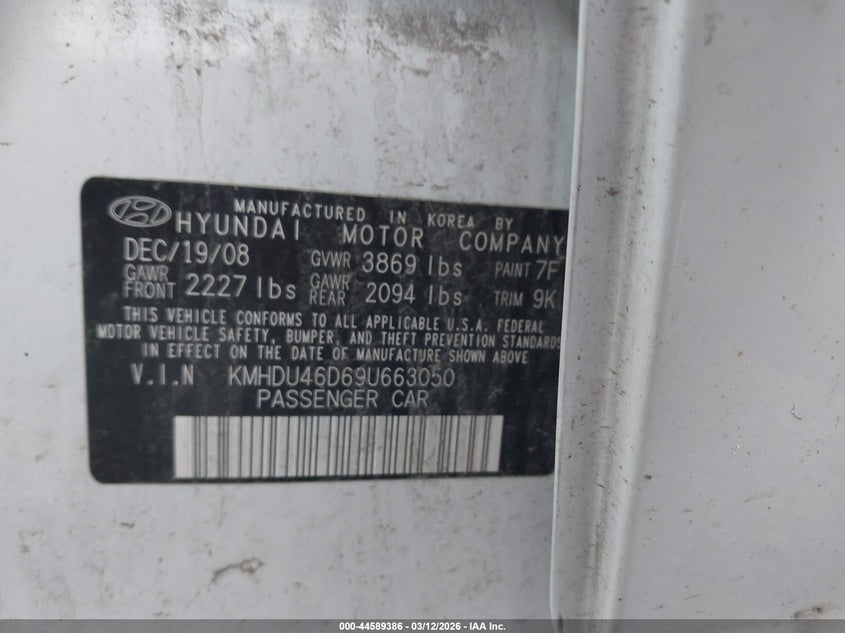 MANUFACTURED IN KOREA BY
HYUNDAI MOTOR COMPANY
DEC/19/08 GVWR 3869 lbs PAINT 7F
GAWR FRONT 2227 lbs GAWR REAR 2094 lbs TRIM 9K
THIS VEHICLE CONFORMS TO ALL APPLICABLE U.S.A. FEDERAL
MOTOR VEHICLE SAFETY, BUMPER, AND THEFT PREVENTION STANDARDS
IN EFFECT ON THE DATE OF MANUFACTURE SHOWN ABOVE
V.I.N KMHDU46D69U663050
PASSENGER CAR
000-44589386 - 03/12/2026 - IAA Inc.